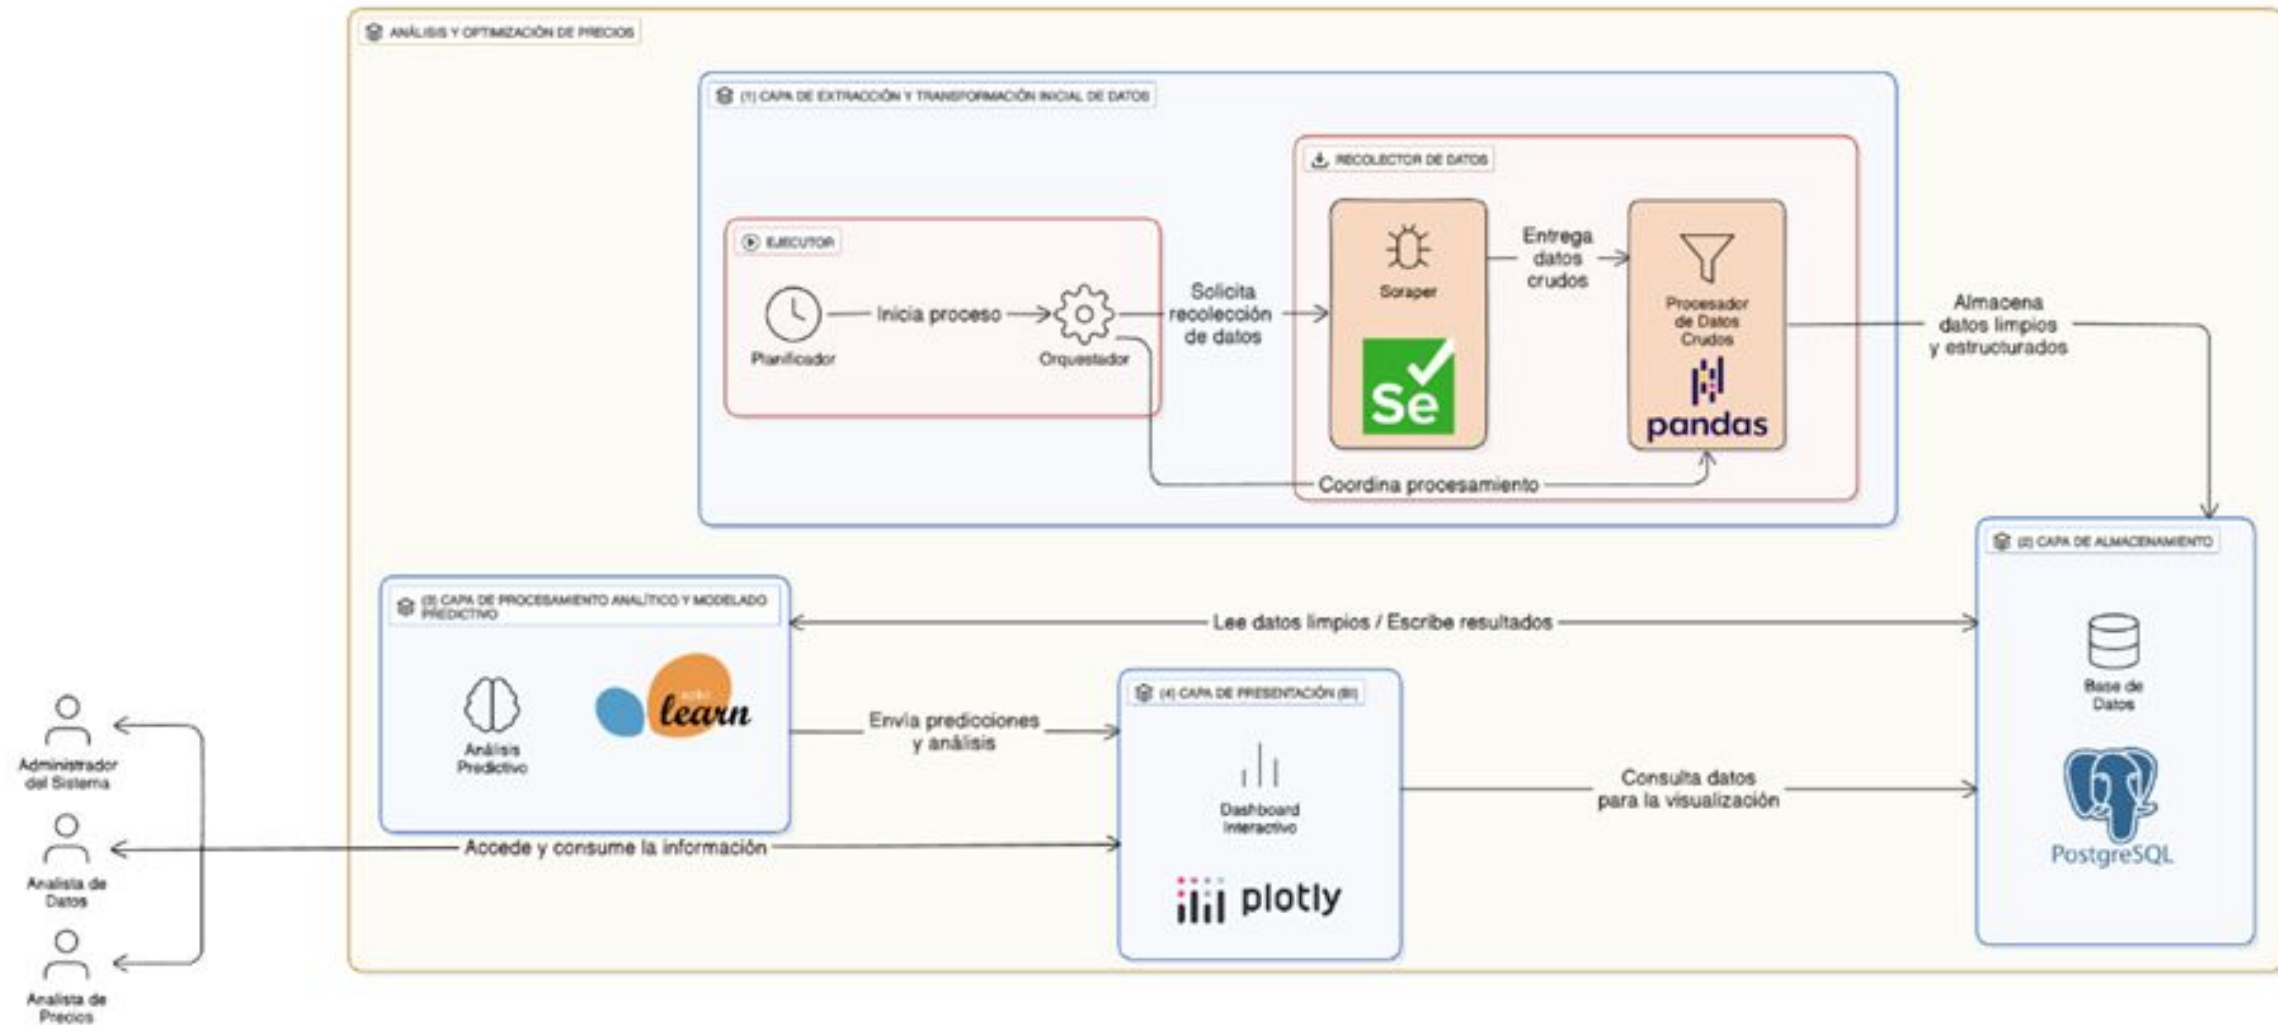 ANÁLISIS Y OPTIMIZACIÓN DE PRECIOS
(1) CAPA DE EXTRACCIÓN Y TRANSFORMACIÓN INICIAL DE DATOS
RECOLECTOR DE DATOS
EJECUTOR
Planificador
Inicia proceso
Orquestador
Solicita
recolección
de datos
Scraper
Se
Entrega
datos
crudos
Procesador
de Datos
Crudos
pandas
Coordina procesamiento
Almacena
datos limpios
y estructurados
(2) CAPA DE ALMACENAMIENTO
Base de
Datos
PostgreSQL
(3) CAPA DE PROCESAMIENTO ANALÍTICO Y MODELADO
PREDICTIVO
Análisis
Predictivo
learn
Lee datos limpios / Escribe resultados
Envía predicciones
y análisis
(4) CAPA DE PRESENTACIÓN (BI)
Dashboard
Interactivo
plotly
Consulta datos
para la visualización
Accede y consume la información
Administrador
del Sistema
Analista de
Datos
Analista de
Precios